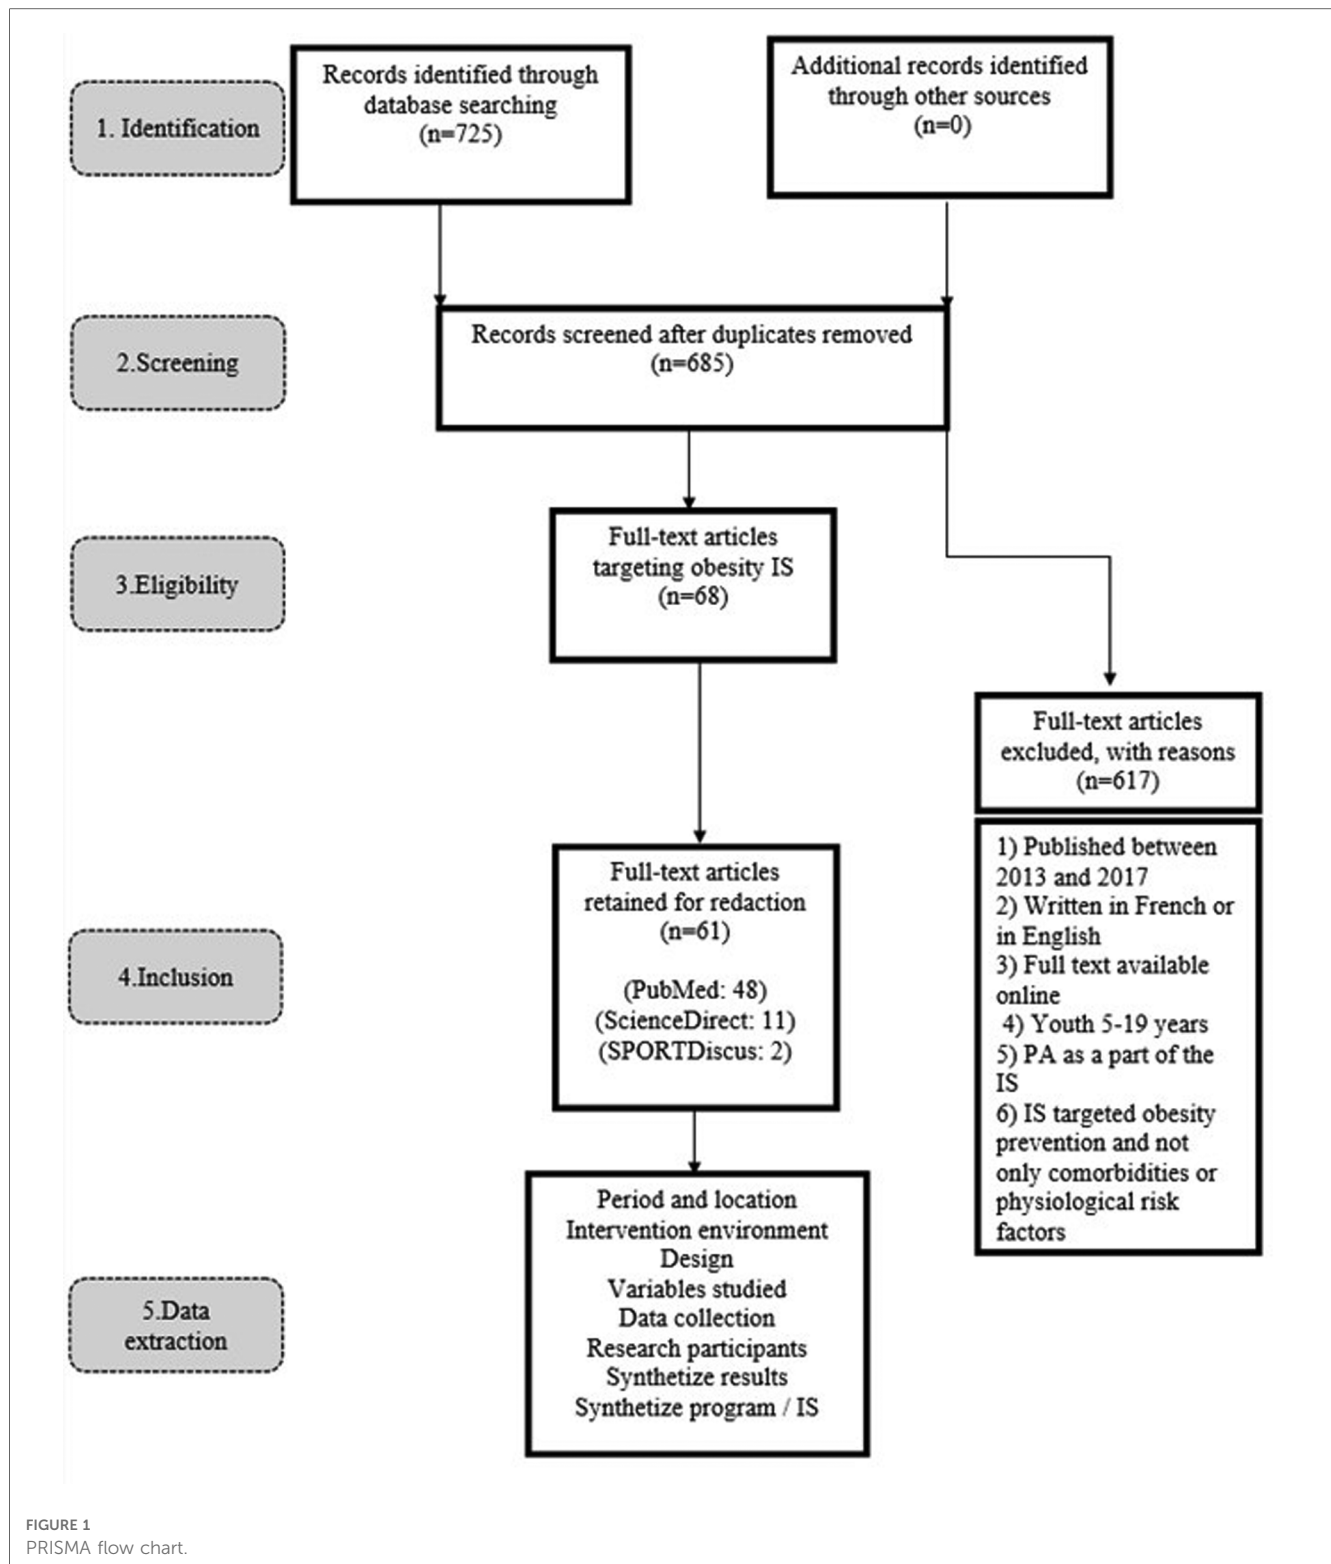 1. Identification
Records identified through
database searching
(n=725)
Additional records identified
through other sources
(n=0)
2.Screening
Records screened after duplicates removed
(n=685)
3.Eligibility
Full-text articles
targeting obesity IS
(n=68)
Full-text articles
excluded, with reasons
(n=617)
1) Published between
2013 and 2017
2) Written in French or
in English
3) Full text available
online
4) Youth 5-19 years
5) PA as a part of the
IS
6) IS targeted obesity
prevention and not
only comorbidities or
physiological risk
factors
4.Inclusion
Full-text articles
retained for redaction
(n=61)
(PubMed: 48)
(ScienceDirect: 11)
(SPORTDiscus: 2)
5.Data
extraction
Period and location
Intervention environment
Design
Variables studied
Data collection
Research participants
Synthetize results
Synthetize program / IS
FIGURE 1
PRISMA flow chart.